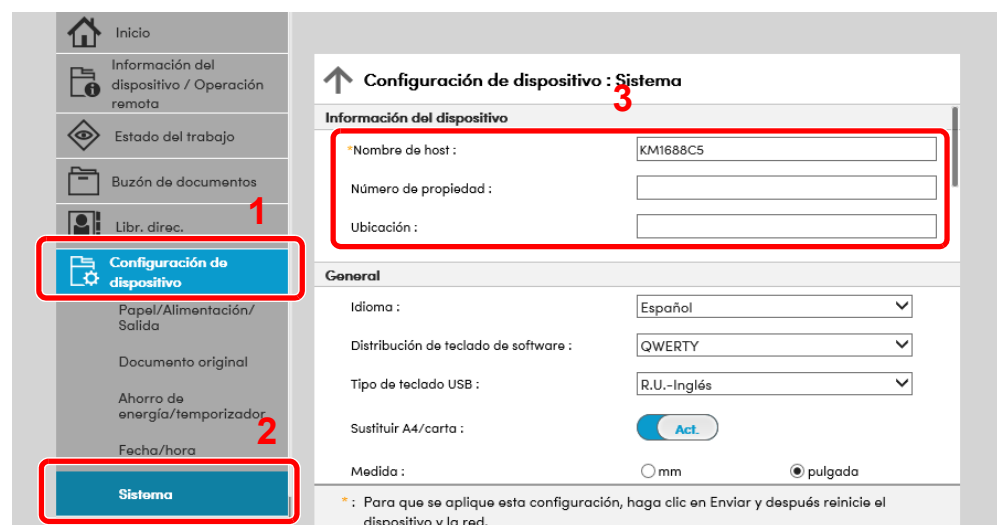 Inicio
Información del
dispositivo / Operación
remota
Estado del trabajo
Buzón de documentos
1
Libr. direc.
Configuración de
dispositivo
Papel/Alimentación/
Salida
Documento original
Ahorro de
energía/temporizador
2
Fecha/hora
Sistema
Configuración de dispositivo : Sistema
3
Información del dispositivo
*Nombre de host : KM1688C5
Número de propiedad :
Ubicación :
General
Idioma : Español
Distribución de teclado de software : QWERTY
Tipo de teclado USB : R.U.-Inglés
Sustituir A4/carta : Act.
Medida : mm pulgada
* : Para que se aplique esta configuración, haga clic en Enviar y después reinicie el
dispositivo y la red.